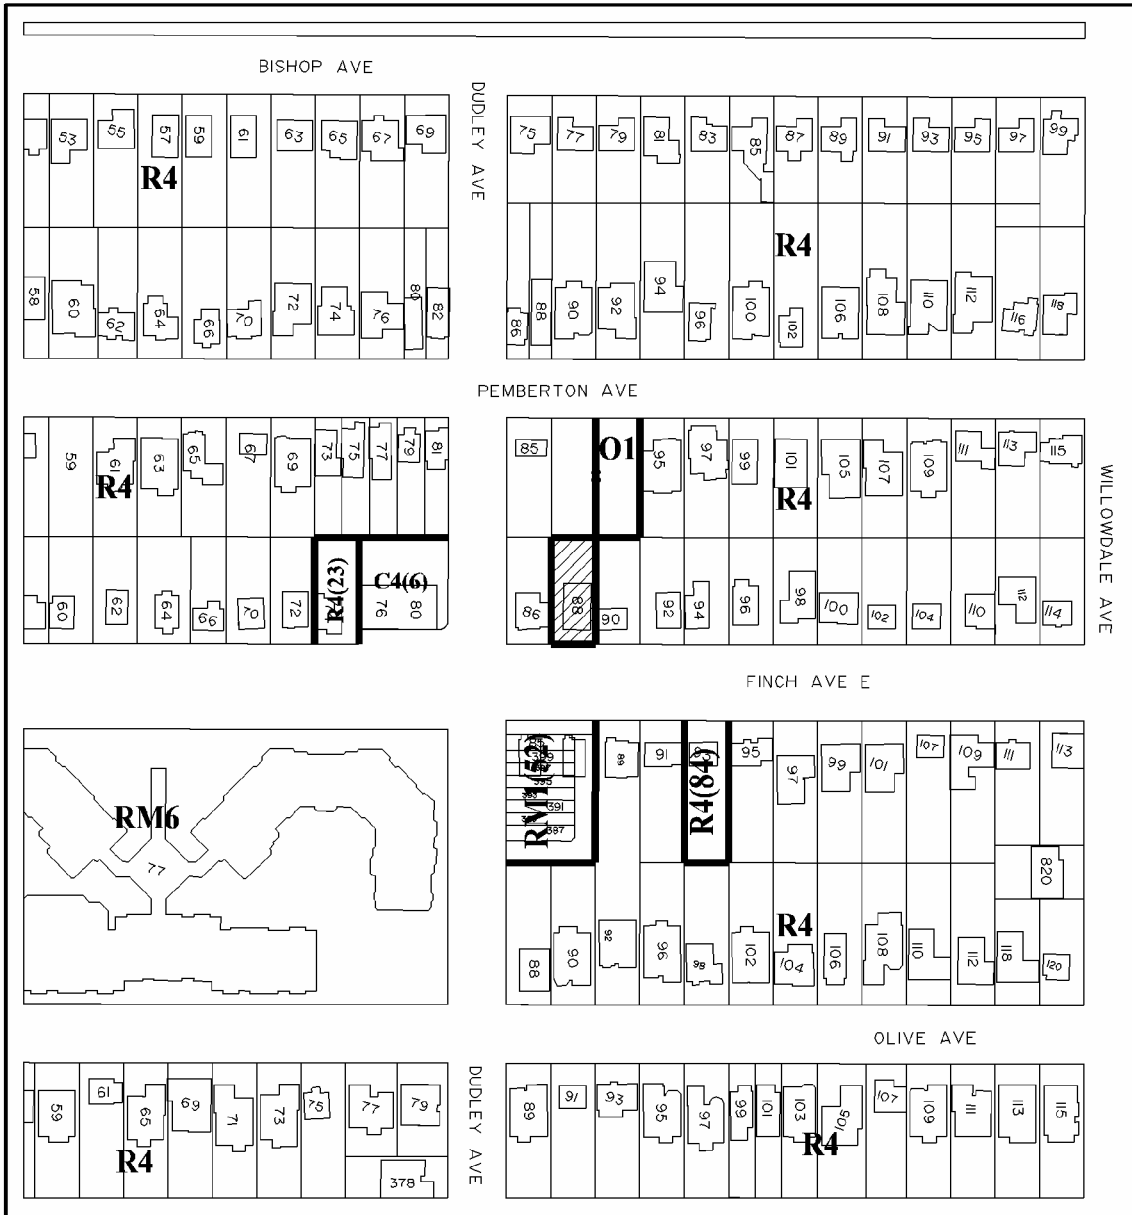 BISHOP AVE
DUDLEY AVE
53 55 57 59 61 63 65 67 69
75 77 79 81 83 85 87 89 91 93 95 97 99
R4
R4
58 60 62 64 66 70 72 74 76 80 82
86 88 90 92 94 96 100 102 106 108 110 112 116 118
PEMBERTON AVE
59 61 63 65 67 69 73 75 77 79 81
85 O1 95 97 99 101 105 107 109 111 113 115
R4
R4
WILLOWDALE AVE
R4(23)
C4(6)
60 62 64 66 70 72 76 80
86 88 90 92 94 96 98 100 102 104 110 112 114
FINCH AVE E
RM1(52)
395
391
387
89 91 93 95 97 99 101 107 109 111 113
R4(84)
RM6
77
820
R4
88 90 92 96 98 102 104 106 108 110 112 118 120
OLIVE AVE
DUDLEY AVE
59 61 65 69 71 73 75 77 79
89 91 93 95 97 99 101 103 105 107 109 111 113 115
R4
R4
378